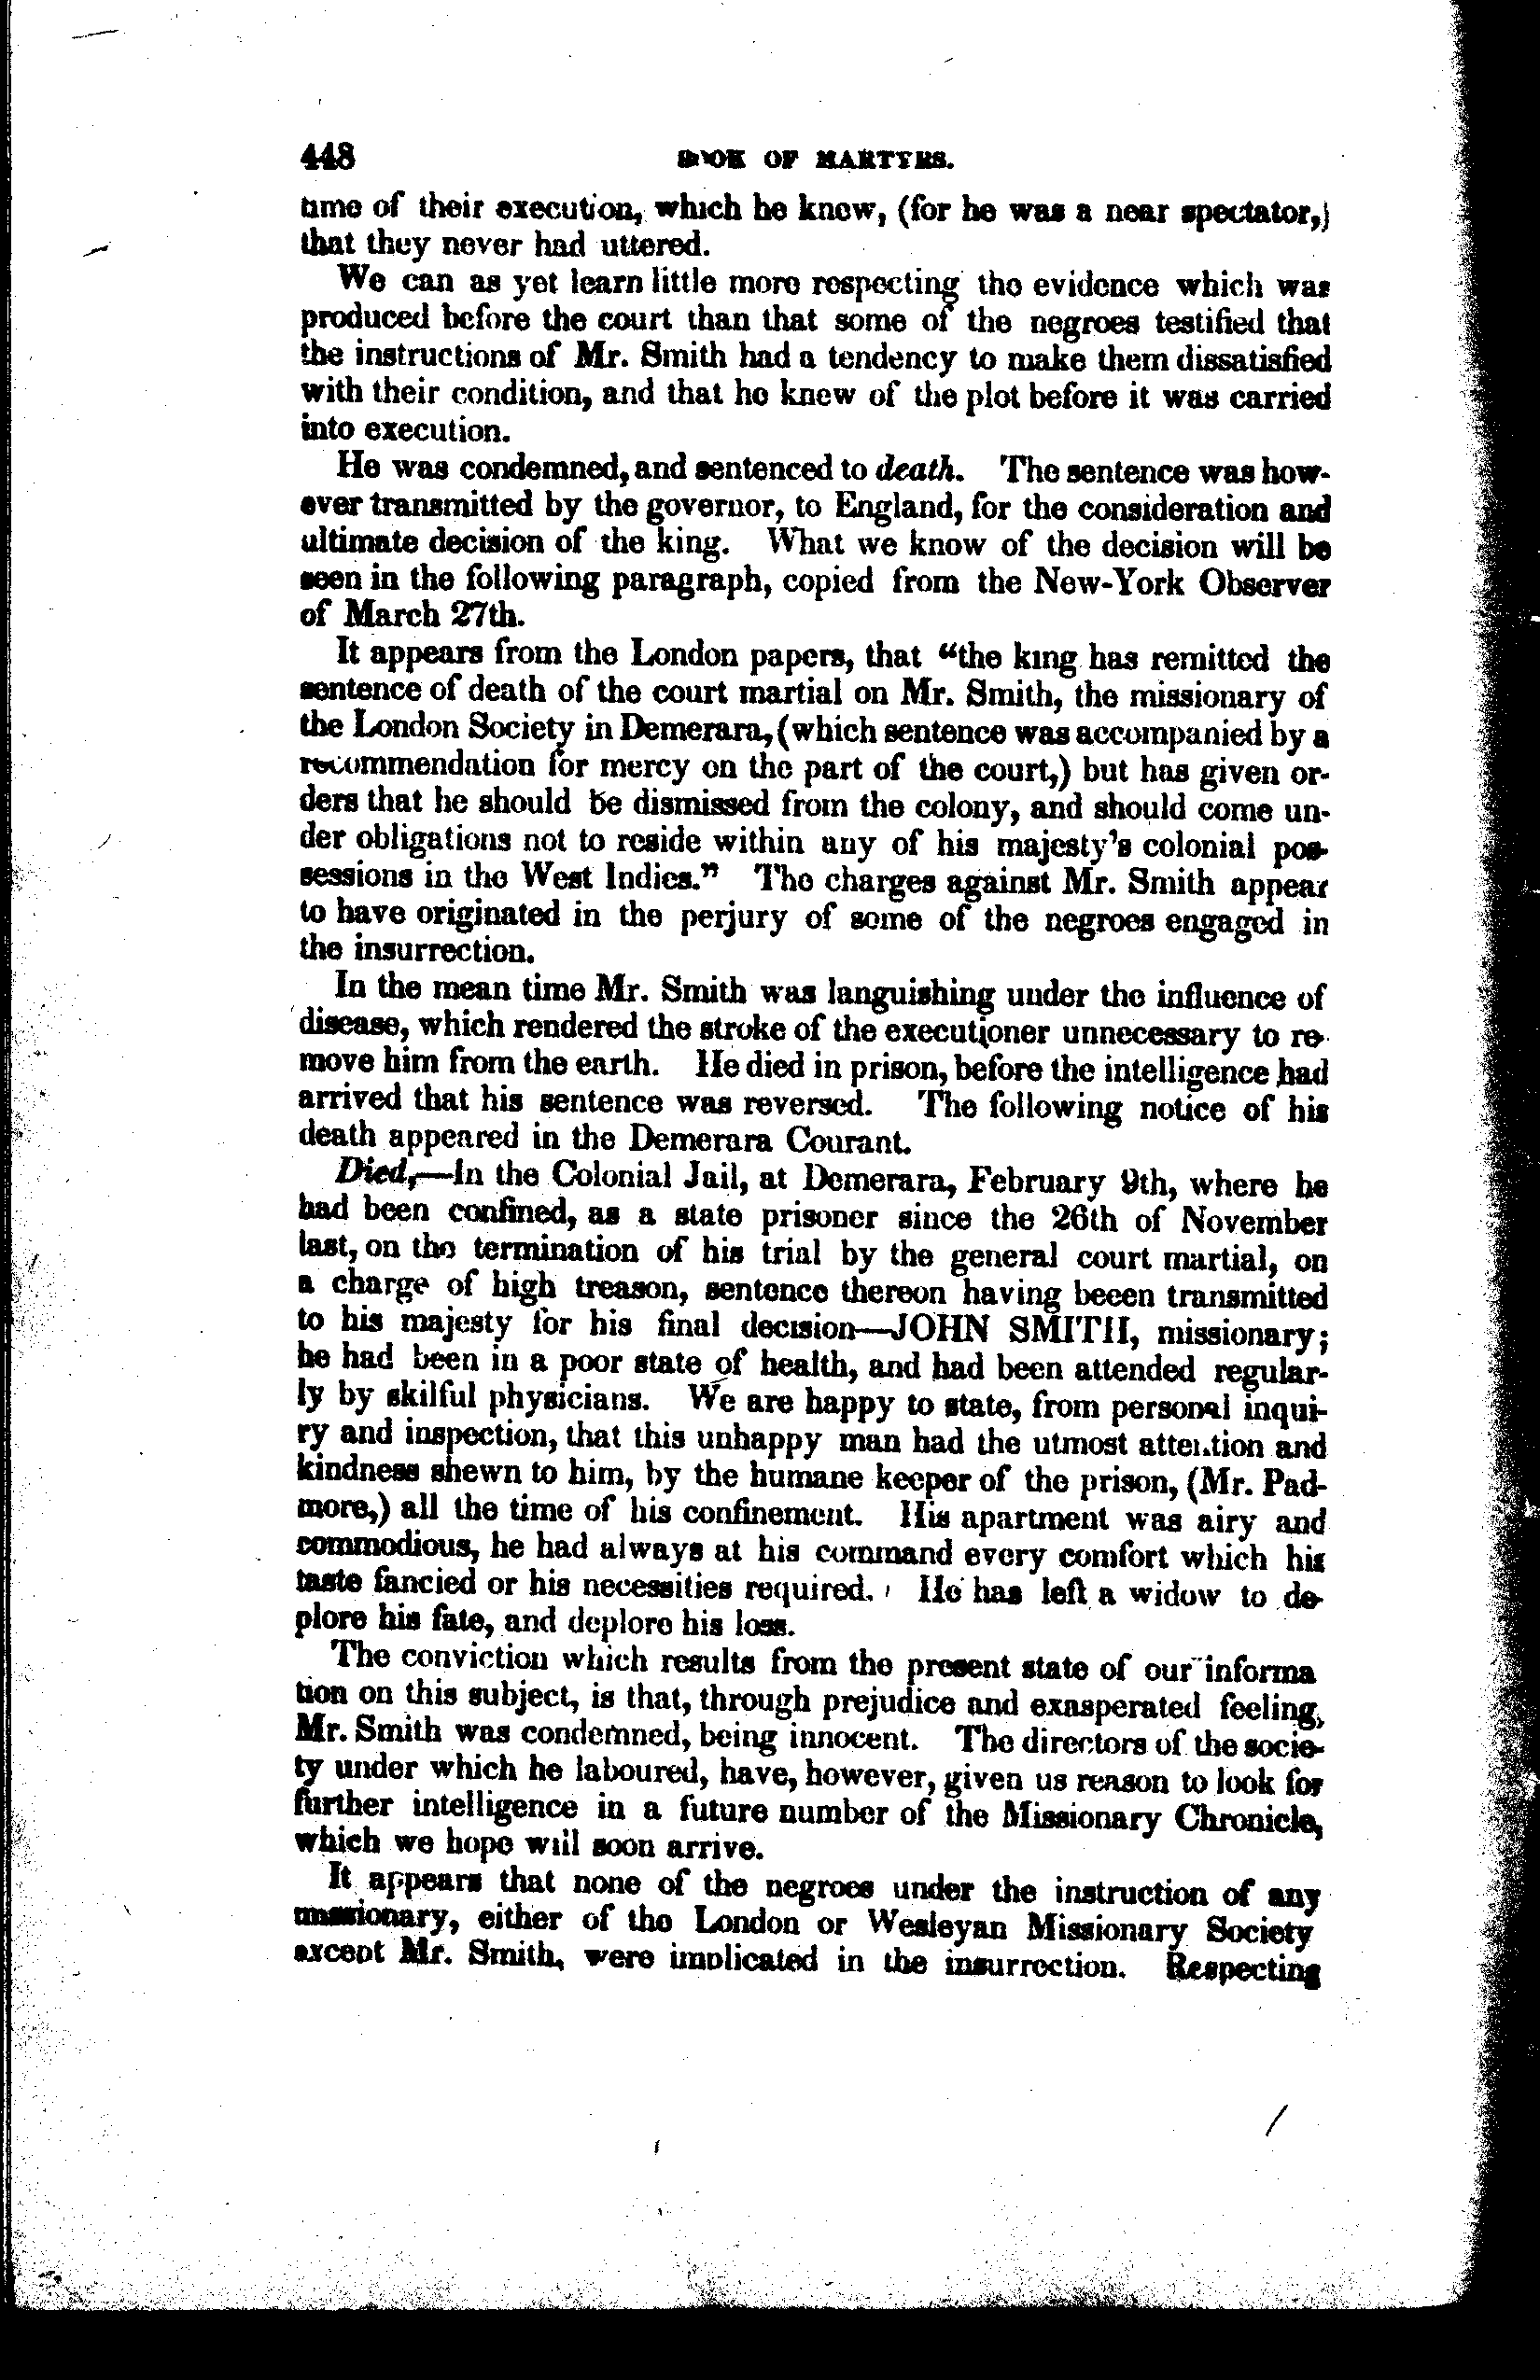 448 BOOK OF MARTYRS.
time of their execution, which he knew, (for he was a near spectator,)
that they never had uttered.
We can as yet learn little more respecting the evidence which was
produced before the court than that some of the negroes testified that
the instructions of Mr. Smith had a tendency to make them dissatisfied
with their condition, and that he knew of the plot before it was carried
into execution.
He was condemned, and sentenced to death. The sentence was how-
ever transmitted by the governor, to England, for the consideration and
ultimate decision of the king. What we know of the decision will be
seen in the following paragraph, copied from the New-York Observer
of March 27th.
It appears from the London papers, that "the king has remitted the
sentence of death of the court martial on Mr. Smith, the missionary of
the London Society in Demerara, (which sentence was accompanied by a
recommendation for mercy on the part of the court,) but has given or-
ders that he should be dismissed from the colony, and should come un-
der obligations not to reside within any of his majesty's colonial pos-
sessions in the West Indies." The charges against Mr. Smith appear
to have originated in the perjury of some of the negroes engaged in
the insurrection.
In the mean time Mr. Smith was languishing under the influence of
disease, which rendered the stroke of the executioner unnecessary to re-
move him from the earth. He died in prison, before the intelligence had
arrived that his sentence was reversed. The following notice of his
death appeared in the Demerara Courant.
Died,—In the Colonial Jail, at Demerara, February 9th, where he
had been confined, as a state prisoner since the 26th of November
last, on the termination of his trial by the general court martial, on
a charge of high treason, sentence thereon having beeen transmitted
to his majesty for his final decision—JOHN SMITH, missionary;
he had been in a poor state of health, and had been attended regular-
ly by skilful physicians. We are happy to state, from personal inqui-
ry and inspection, that this unhappy man had the utmost attention and
kindness shewn to him, by the humane keeper of the prison, (Mr. Pad-
more,) all the time of his confinement. His apartment was airy and
commodious, he had always at his command every comfort which his
taste fancied or his necessities required. He has left a widow to de-
plore his fate, and deplore his loss.
The conviction which results from the present state of our informa
tion on this subject, is that, through prejudice and exasperated feeling,
Mr. Smith was condemned, being innocent. The directors of the socie-
ty under which he laboured, have, however, given us reason to look for
further intelligence in a future number of the Missionary Chronicle,
which we hope will soon arrive.
It appears that none of the negroes under the instruction of any
missionary, either of the London or Wesleyan Missionary Society
except Mr. Smith, were implicated in the insurrection. Respecting